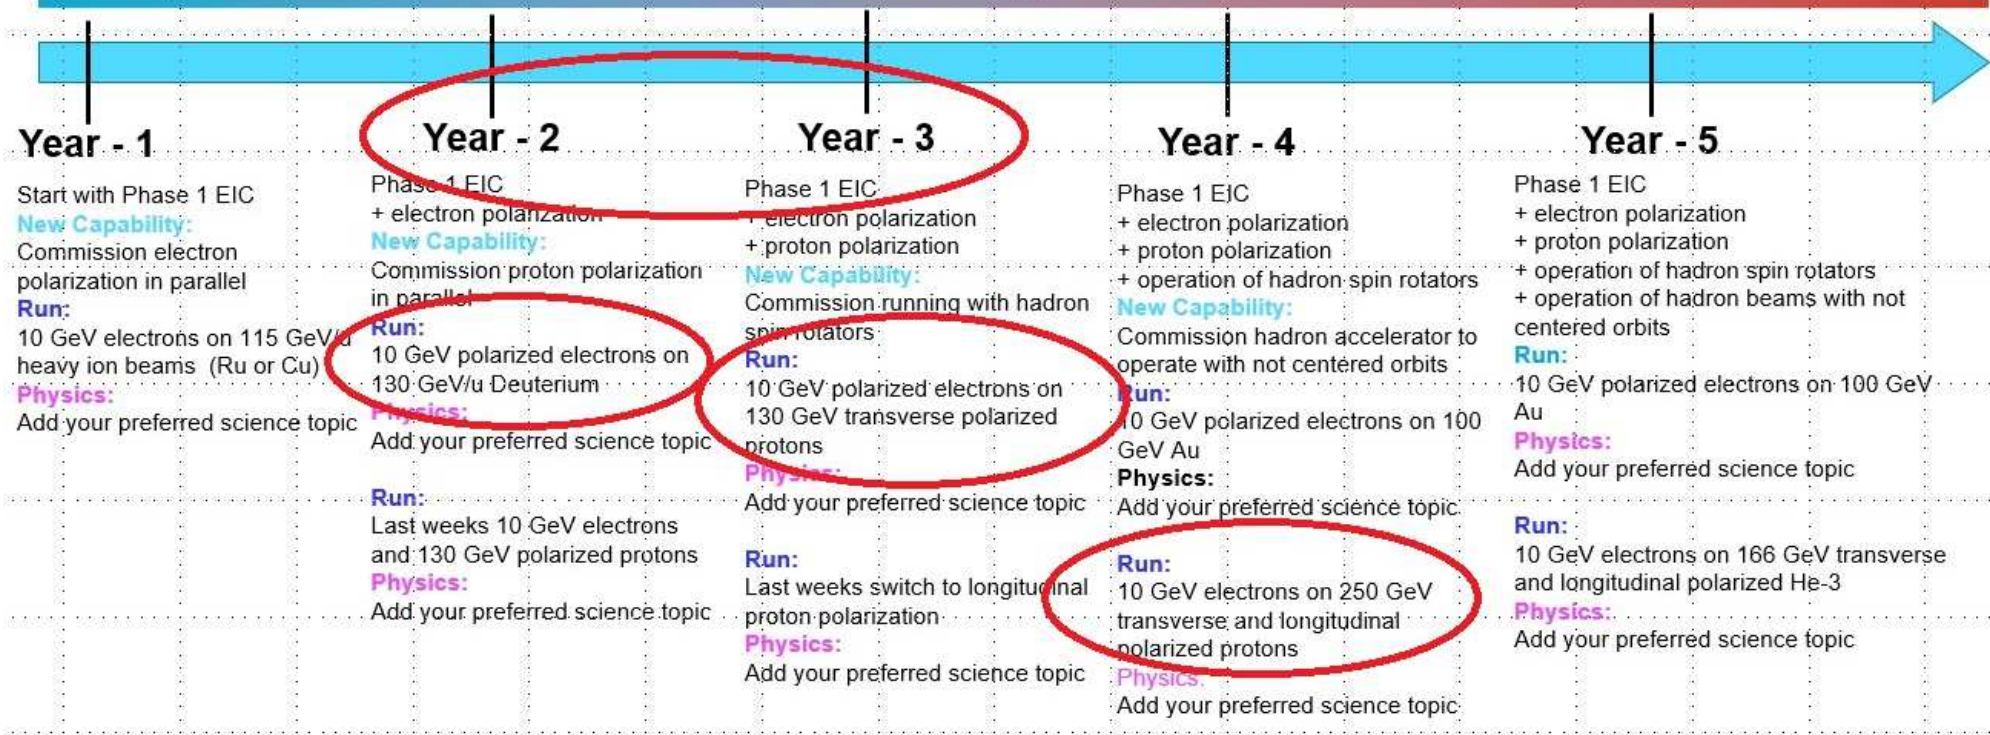 Year - 1
Start with Phase 1 EIC
New Capability:
Commission electron
polarization in parallel
Run:
10 GeV electrons on 115 GeV/u
heavy ion beams (Ru or Cu)
Physics:
Add your preferred science topic
Year - 2
Phase 1 EIC
+ electron polarization
New Capability:
Commission proton polarization
in parallel
Run:
10 GeV polarized electrons on
130 GeV/u Deuterium
Physics:
Add your preferred science topic
Run:
Last weeks 10 GeV electrons
and 130 GeV polarized protons
Physics:
Add your preferred science topic
Year - 3
Phase 1 EIC
+ electron polarization
+ proton polarization
New Capability:
Commission running with hadron
spin rotators
Run:
10 GeV polarized electrons on
130 GeV transverse polarized
protons
Physics:
Add your preferred science topic
Run:
Last weeks switch to longitudinal
proton polarization
Physics:
Add your preferred science topic
Year - 4
Phase 1 EIC
+ electron polarization
+ proton polarization
+ operation of hadron spin rotators
New Capability:
Commission hadron accelerator to
operate with not centered orbits
Run:
10 GeV polarized electrons on 100
GeV Au
Physics:
Add your preferred science topic
Run:
10 GeV electrons on 250 GeV
transverse and longitudinal
polarized protons
Physics:
Add your preferred science topic
Year - 5
Phase 1 EIC
+ electron polarization
+ proton polarization
+ operation of hadron spin rotators
+ operation of hadron beams with not
centered orbits
Run:
10 GeV polarized electrons on 100 GeV
Au
Physics:
Add your preferred science topic
Run:
10 GeV electrons on 166 GeV transverse
and longitudinal polarized He-3
Physics:
Add your preferred science topic